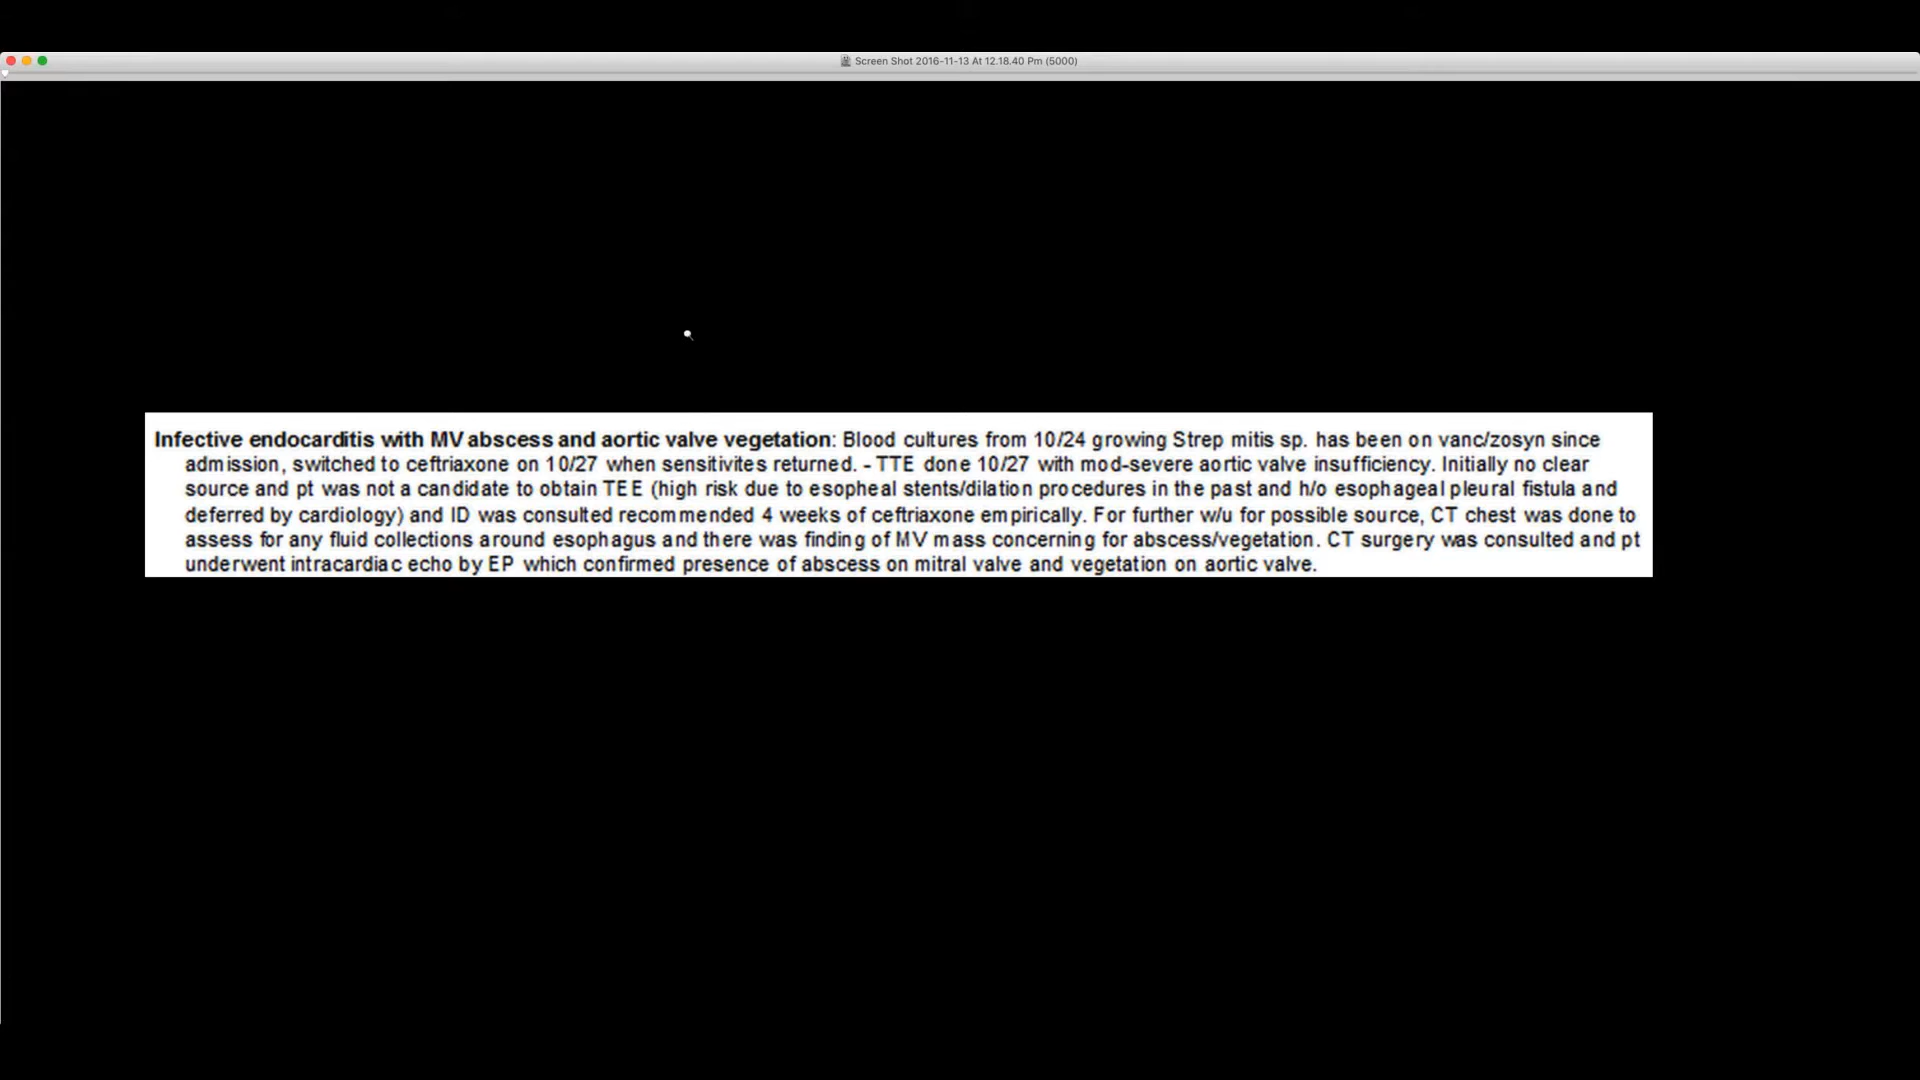 Screen Shot 2016-11-13 At 12.18.40 Pm (5000)
Infective endocarditis with MV abscess and aortic valve vegetation: Blood cultures from 10/24 growing Strep mitis sp. has been on vanc/zosyn since
admission, switched to ceftriaxone on 10/27 when sensitivites returned. - TTE done 10/27 with mod-severe aortic valve insufficiency. Initially no clear
source and pt was not a candidate to obtain TEE (high risk due to esopheal stents/dilation procedures in the past and h/o esophageal pleural fistula and
deferred by cardiology) and ID was consulted recommended 4 weeks of ceftriaxone empirically. For further w/u for possible source, CT chest was done to
assess for any fluid collections around esophagus and there was finding of MV mass concerning for abscess/vegetation. CT surgery was consulted and pt
underwent intracardiac echo by EP which confirmed presence of abscess on mitral valve and vegetation on aortic valve.